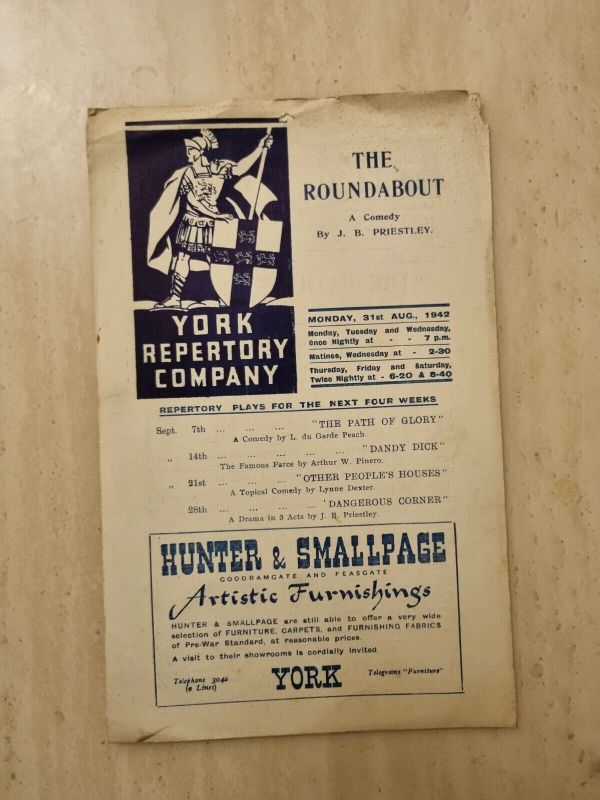 THE
ROUNDABOUT
A Comedy
By J. B. PRIESTLEY.
YORK
REPERTORY
COMPANY
MONDAY, 31st AUG., 1942
Monday, Tuesday and Wednesday,
Once Nightly at - - 7 p.m.
Matinee, Wednesday at - 2-30
Thursday, Friday and Saturday,
Twice Nightly at - 6-20 & 8-40
REPERTORY PLAYS FOR THE NEXT FOUR WEEKS
Sept. 7th ... ... ... "THE PATH OF GLORY"
A Comedy by L. du Garde Peach.
„ 14th ... ... ... ... ... "DANDY DICK"
The Famous Farce by Arthur W. Pinero.
„ 21st ... ... ... "OTHER PEOPLE'S HOUSES"
A Topical Comedy by Lynne Dexter.
28th ... ... ... ... 'DANGEROUS CORNER"
A Drama in 3 Acts by J. B. Priestley.
HUNTER & SMALLPAGE
GOODRAMGATE AND FEASGATE
Artistic Furnishings
HUNTER & SMALLPAGE are still able to offer a very wide
selection of FURNITURE, CARPETS, and FURNISHING FABRICS
of Pre-War Standard, at reasonable prices.
A visit to their showrooms is cordially invited
Telephone 3042
(2 Lines)
YORK
Telegrams "Furniture"